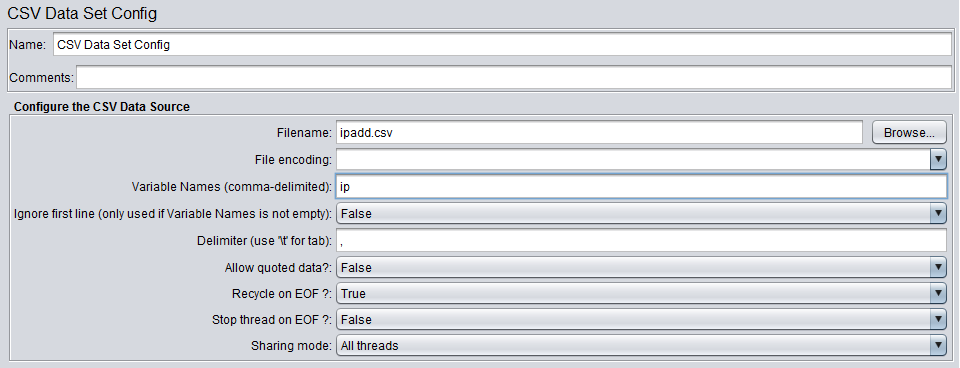 CSV Data Set Config
Name: CSV Data Set Config
Comments:
Configure the CSV Data Source
Filename: ipadd.csv Browse...
File encoding:
Variable Names (comma-delimited): ip
Ignore first line (only used if Variable Names is not empty): False
Delimiter (use '\t' for tab): ,
Allow quoted data?: False
Recycle on EOF ?: True
Stop thread on EOF ?: False
Sharing mode: All threads